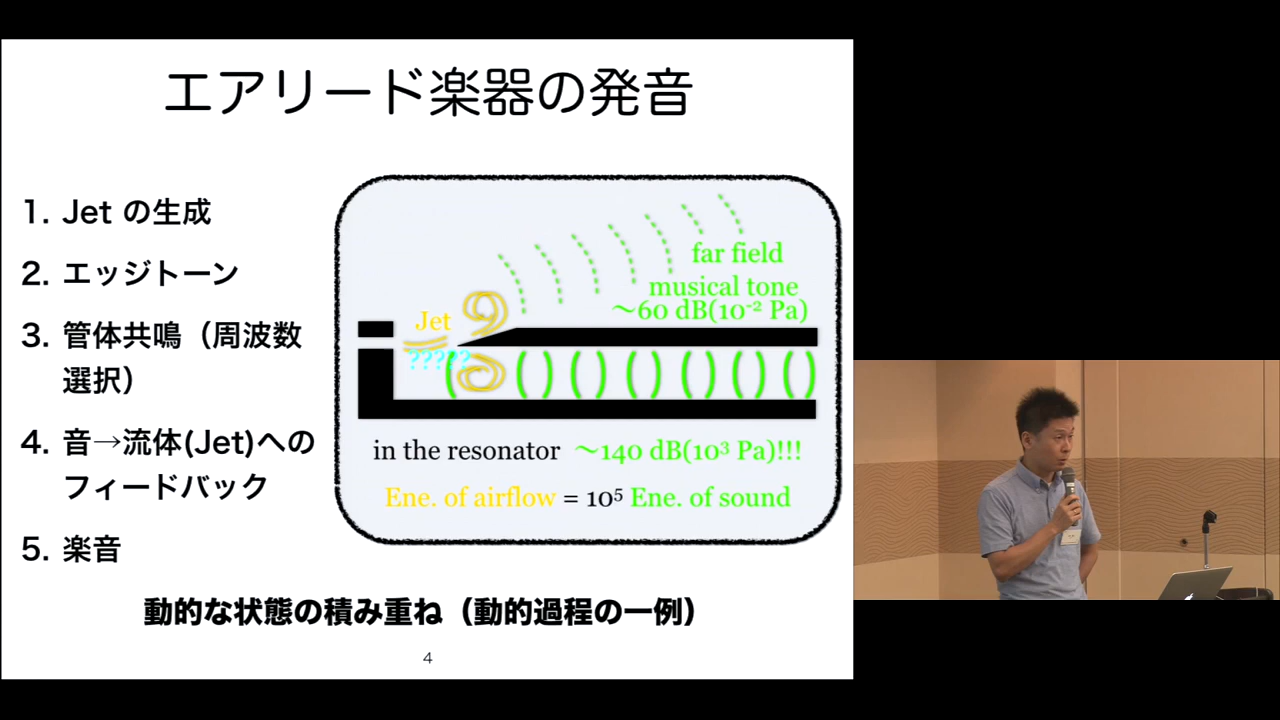 エアリード楽器の発音
1. Jet の生成
2. エッジトーン
3. 管体共鳴（周波数
選択）
4. 音→流体(Jet)への
フィードバック
5. 楽音
far field
musical tone
～60 dB(10⁻² Pa)
Jet
?????
in the resonator ～140 dB(10³ Pa)!!!
Ene. of airflow = 10⁵ Ene. of sound
動的な状態の積み重ね（動的過程の一例）
4